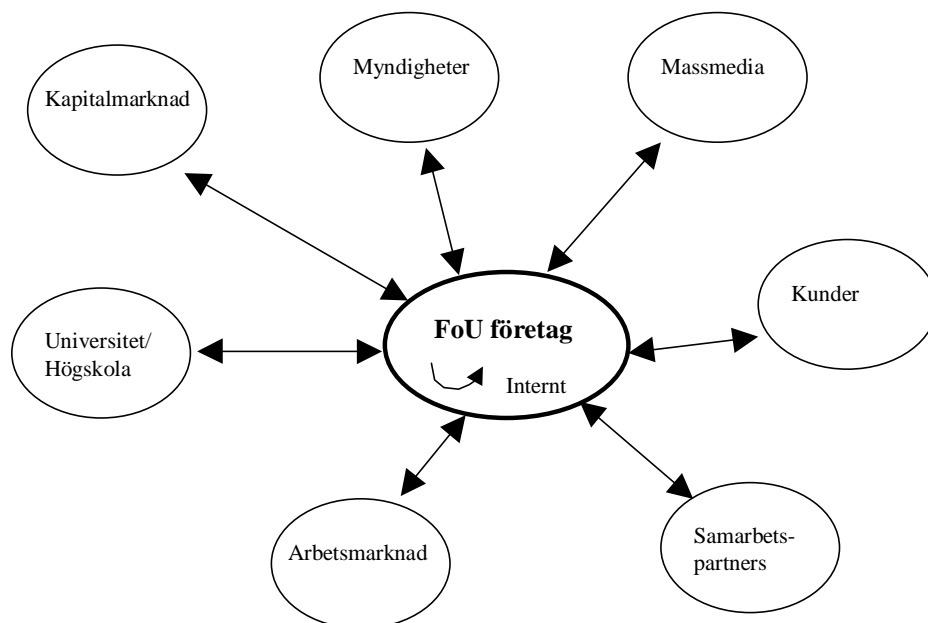 Myndigheter
Massmedia
Kapitalmarknad
Kunder
FoU företag
Universitet/
Högskola
Internt
Samarbets-
partners
Arbetsmarknad